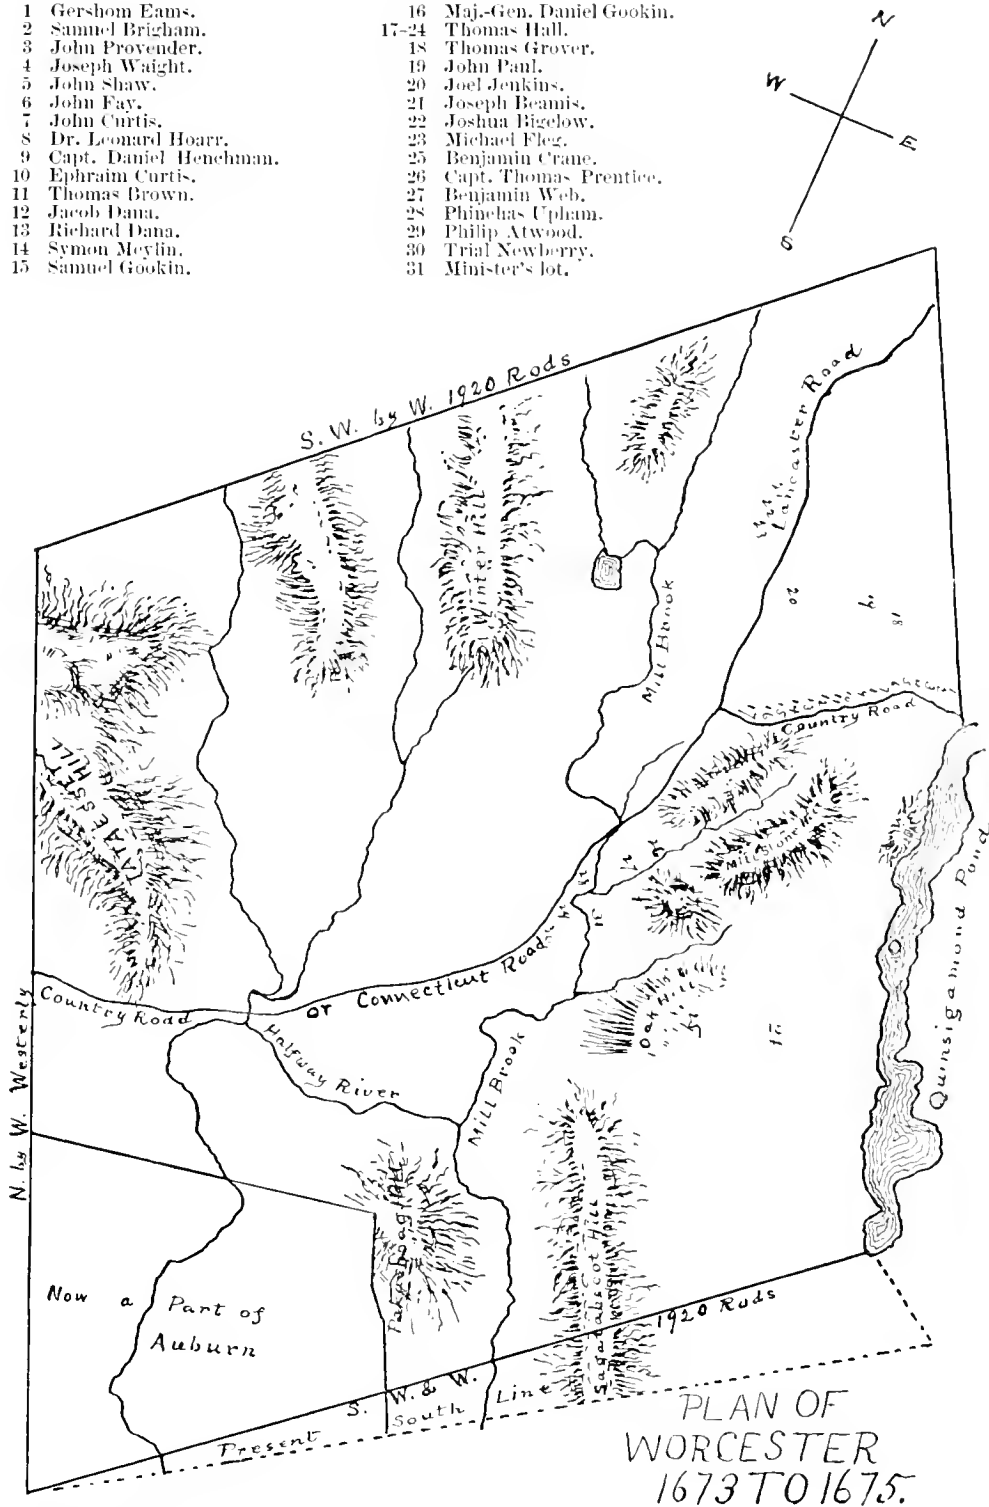 1 Gershom Eams.
2 Samuel Brigham.
3 John Provender.
4 Joseph Waight.
5 John Shaw.
6 John Fay.
7 John Curtis.
8 Dr. Leonard Hoarr.
9 Capt. Daniel Henchman.
10 Ephraim Curtis.
11 Thomas Brown.
12 Jacob Dana.
13 Richard Dana.
14 Symon Meylin.
15 Samuel Gookin.
16 Maj.-Gen. Daniel Gookin.
17-24 Thomas Hall.
18 Thomas Grover.
19 John Paul.
20 Joel Jenkins.
21 Joseph Beamis.
22 Joshua Bigelow.
23 Michael Fleg.
25 Benjamin Crane.
26 Capt. Thomas Prentice.
27 Benjamin Web.
28 Phinehas Upham.
29 Philip Atwood.
30 Trial Newberry.
31 Minister's lot.
N
W
E
S
S. W. by W. 1920 Rods
Lancaster Road
Winter Hill
Mill Brook
20
19
18
Country Road
TATAESSET HILL
Millstone
Quinsigamond Pond
Country Road
or Connecticut Road
Oak Hill
N. by W. Westerly
Halfway River
Mill Brook
Sagatabscot Hill
Now a Part of
Auburn
1920 Rods
S. W. & W.
Present South Line
PLAN OF
WORCESTER
1673 TO 1675.